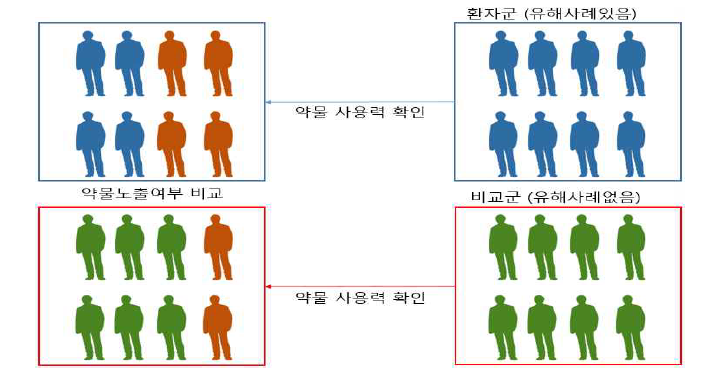 환자군 (유해사례있음)
약물 사용력 확인
약물노출여부 비교
비교군 (유해사례없음)
약물 사용력 확인